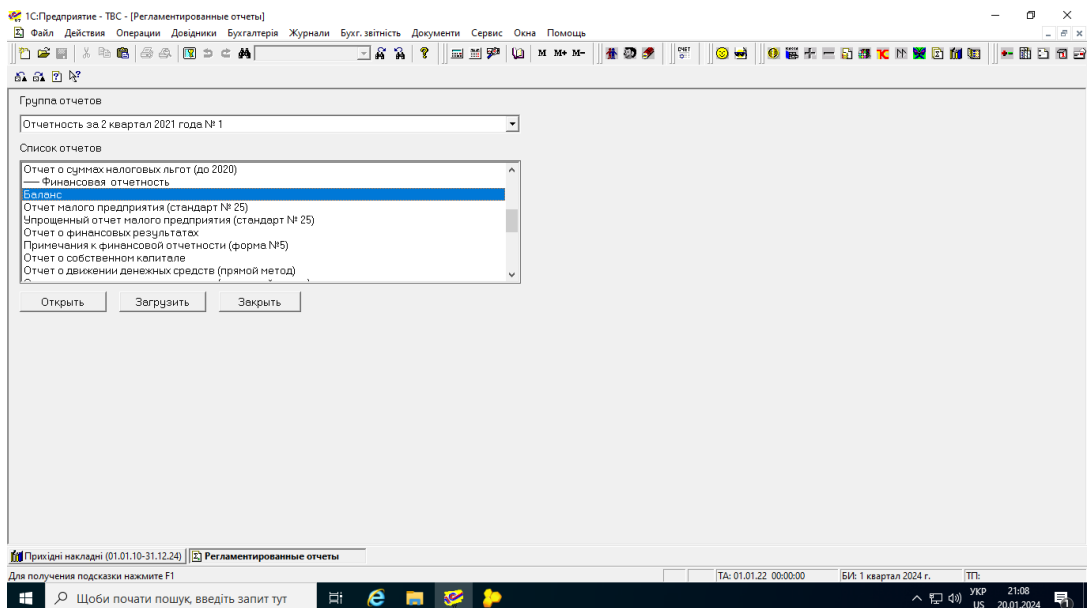 1С:Предприятие - ТВС - [Регламентированные отчеты]
Файл Действия Операции Довідники Бухгалтерія Журнали Бухг. звітність Документи Сервис Окна Помощь
М М+ М-
СЧЕТ
Группа отчетов
Отчетность за 2 квартал 2021 года № 1
Список отчетов
Отчет о суммах налоговых льгот (до 2020)
── Финансовая отчетность
Баланс
Отчет малого предприятия (стандарт № 25)
Упрощенный отчет малого предприятия (стандарт № 25)
Отчет о финансовых результатах
Примечания к финансовой отчетности (форма №5)
Отчет о собственном капитале
Отчет о движении денежных средств (прямой метод)
Открыть Загрузить Закрыть
Прихідні накладні (01.01.10-31.12.24) Регламентированные отчеты
Для получения подсказки нажмите F1 ТА: 01.01.22 00:00:00 БИ: 1 квартал 2024 г. ТП:
Щоби почати пошук, введіть запит тут УКР 21:08
US 20.01.2024